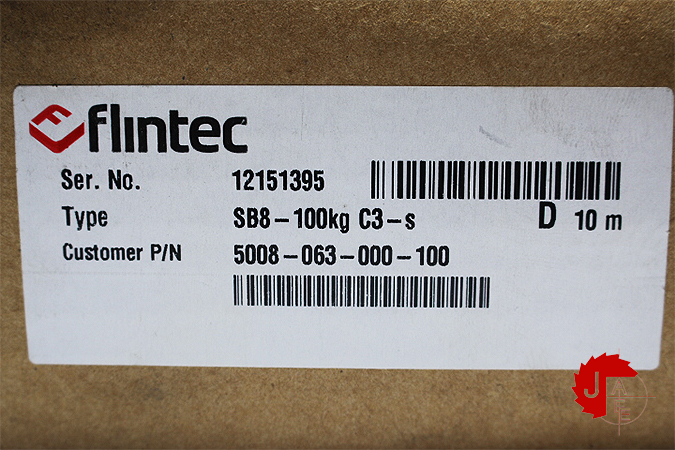 flintec
Ser. No. 12151395
Type SB8-100kg C3-s D 10 m
Customer P/N 5008-063-000-100
J